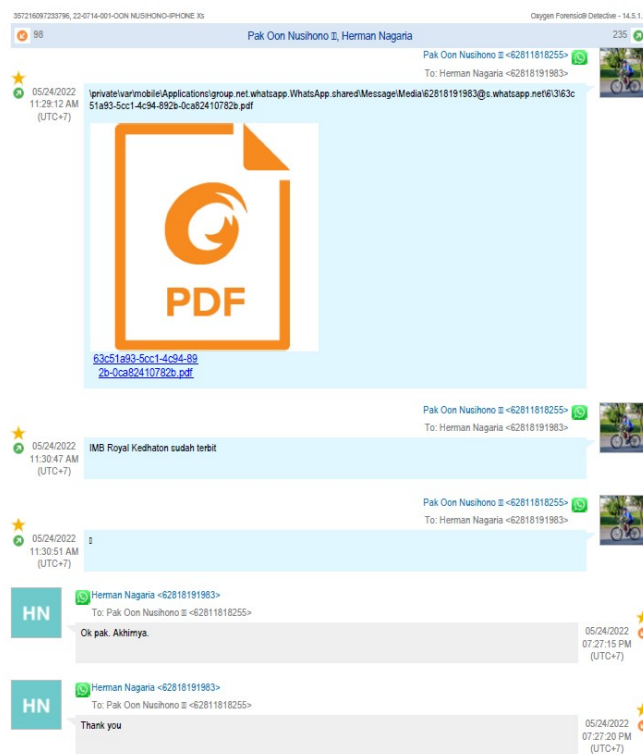 357216097233796, 22-0714-001-OON NUSIHONO-IPHONE Xs
Oxygen Forensic® Detective - 14.5.1.
98
Pak Oon Nusihono, Herman Nagaria
235
Pak Oon Nusihono <62811818255>
To: Herman Nagaria <62818191983>
05/24/2022
11:29:12 AM
(UTC+7)
\private\var\mobile\Applications\group.net.whatsapp.WhatsApp.shared\Message\Media\62818191983@s.whatsapp.net\6\3\63c
51a93-5cc1-4c94-892b-0ca82410782b.pdf
PDF
63c51a93-5cc1-4c94-89
2b-0ca82410782b.pdf
Pak Oon Nusihono <62811818255>
To: Herman Nagaria <62818191983>
05/24/2022
11:30:47 AM
(UTC+7)
IMB Royal Kedhaton sudah terbit
Pak Oon Nusihono <62811818255>
To: Herman Nagaria <62818191983>
05/24/2022
11:30:51 AM
(UTC+7)
HN
Herman Nagaria <62818191983>
To: Pak Oon Nusihono <62811818255>
Ok pak. Akhirnya.
05/24/2022
07:27:15 PM
(UTC+7)
HN
Herman Nagaria <62818191983>
To: Pak Oon Nusihono <62811818255>
Thank you
05/24/2022
07:27:20 PM
(UTC+7)